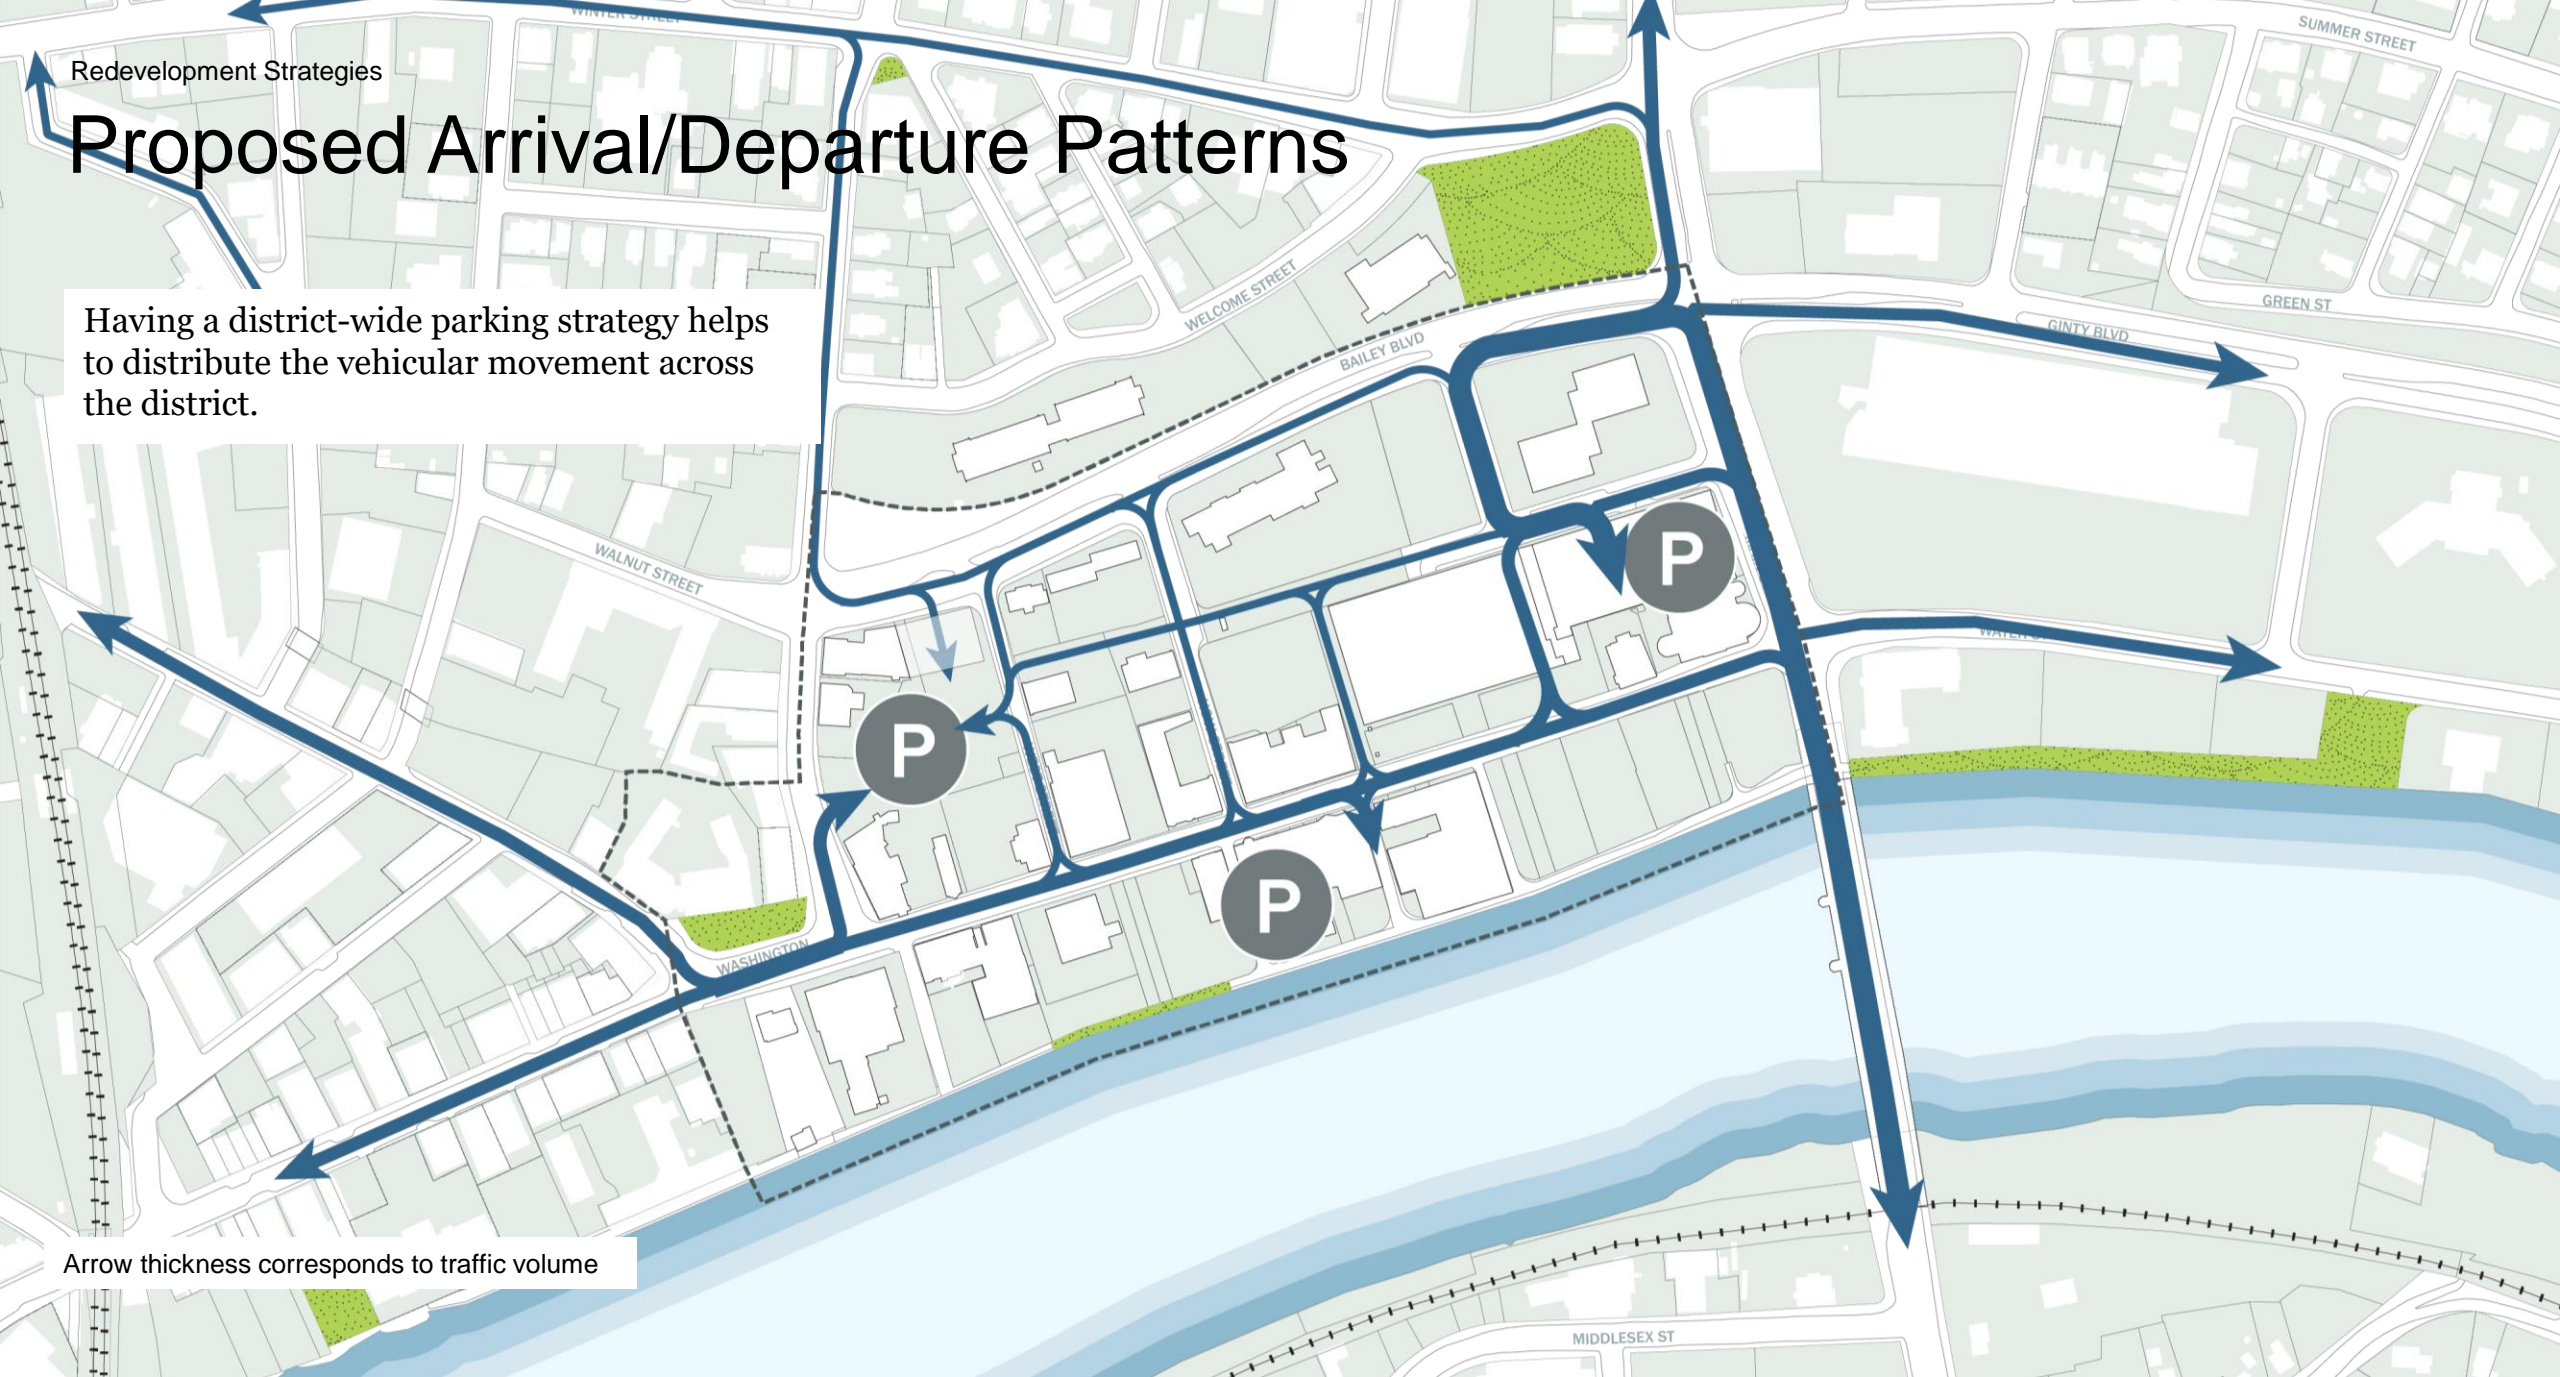 WINTER STREET
SUMMER STREET
Redevelopment Strategies
Proposed Arrival/Departure Patterns
WELCOME STREET
GREEN ST
GINTY BLVD
BAILEY BLVD
Having a district-wide parking strategy helps
to distribute the vehicular movement across
the district.
WALNUT STREET
P
P
P
WASHINGTON
Arrow thickness corresponds to traffic volume
MIDDLESEX ST